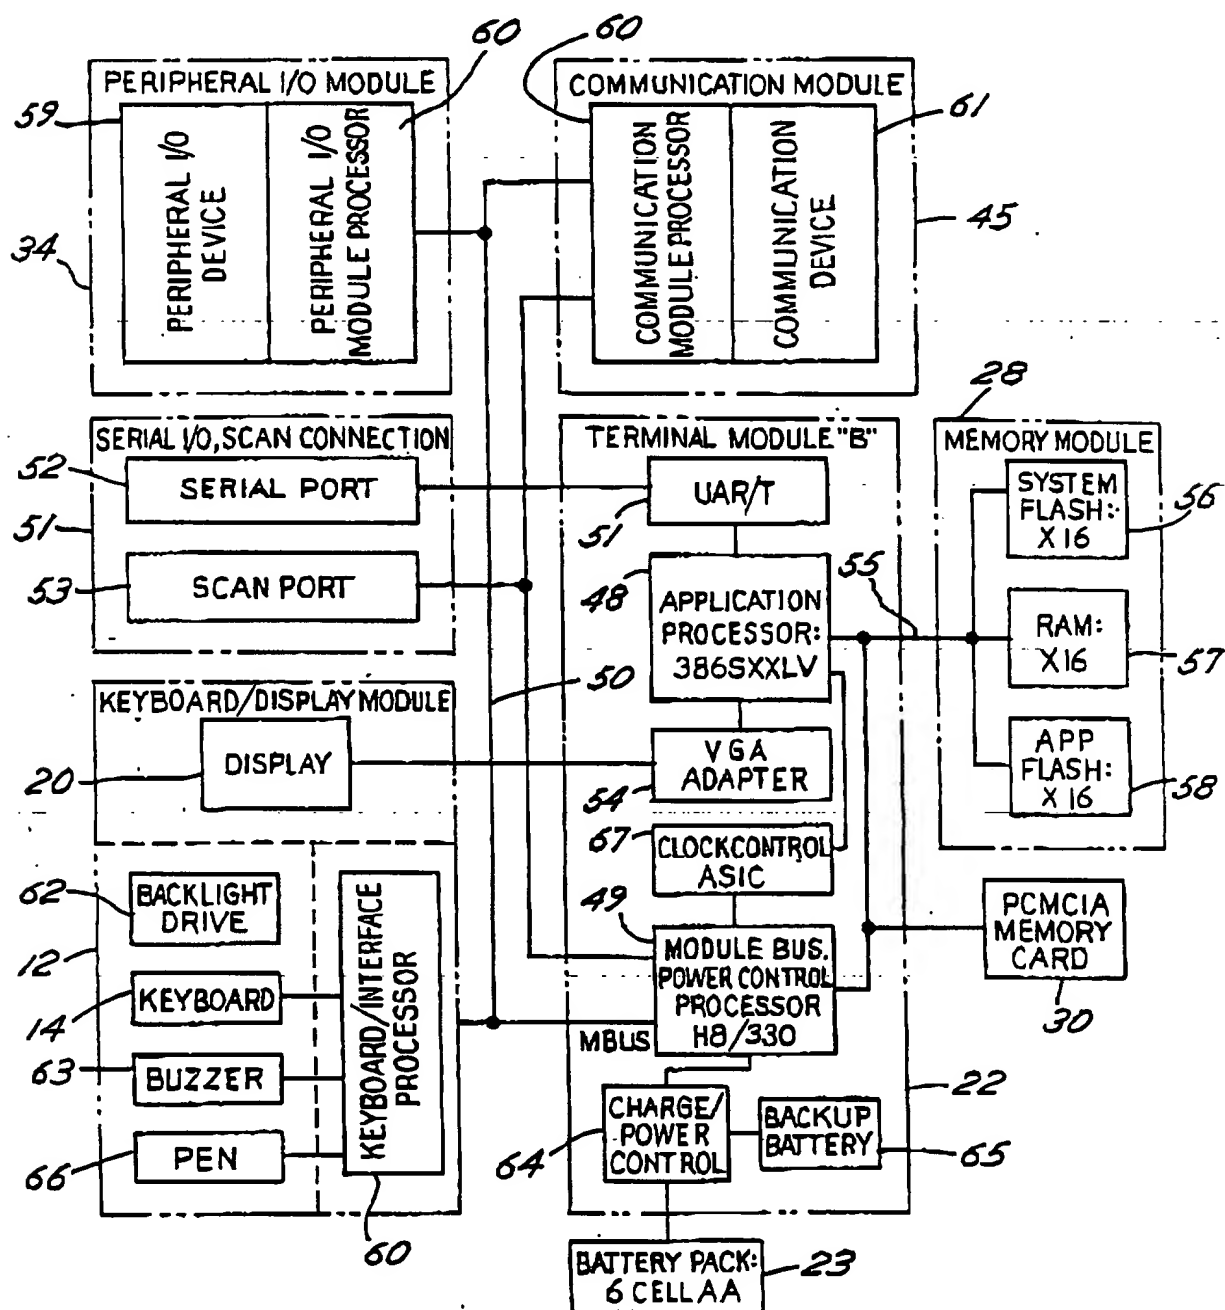 60
60
PERIPHERAL I/O MODULE
COMMUNICATION MODULE
59
61
PERIPHERAL I/O
DEVICE
PERIPHERAL I/O
MODULE PROCESSOR
COMMUNICATION
MODULE PROCESSOR
COMMUNICATION
DEVICE
34
45
28
SERIAL I/O, SCAN CONNECTION
TERMINAL MODULE "B"
MEMORY MODULE
52
SERIAL PORT
UAR/T
SYSTEM
FLASH:
X16
56
51
51
53
SCAN PORT
48
APPLICATION
PROCESSOR:
386SXXLV
55
RAM:
X16
57
50
KEYBOARD/DISPLAY MODULE
20
DISPLAY
VGA
ADAPTER
54
APP
FLASH:
X16
58
67
CLOCKCONTROL
ASIC
62
BACKLIGHT
DRIVE
49
MODULE BUS.
POWER CONTROL
PROCESSOR
H8/330
PCMCIA
MEMORY
CARD
30
12
KEYBOARD
14
KEYBOARD/INTERFACE
PROCESSOR
MBUS
63
BUZZER
22
CHARGE/
POWER
CONTROL
BACKUP
BATTERY
64
65
66
PEN
60
BATTERY PACK:
6 CELL AA
23